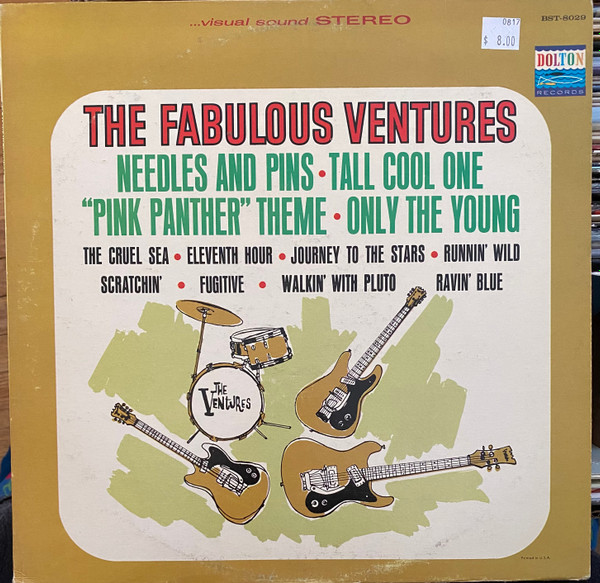 ...visual sound STEREO
0817
$ 8.00
BST-8029
DOLTON
RECORDS
THE FABULOUS VENTURES
NEEDLES AND PINS • TALL COOL ONE
"PINK PANTHER" THEME • ONLY THE YOUNG
THE CRUEL SEA • ELEVENTH HOUR • JOURNEY TO THE STARS • RUNNIN' WILD
SCRATCHIN' • FUGITIVE • WALKIN' WITH PLUTO RAVIN' BLUE
THE
VENTURES
Printed in U.S.A.